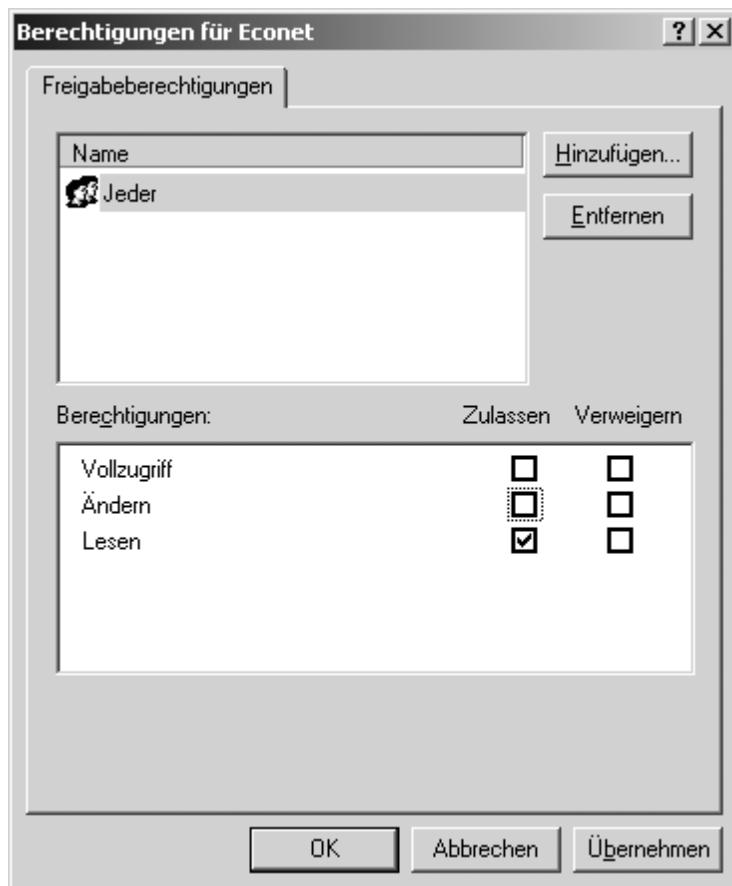 Berechtigungen für Econet
Freigabeberechtigungen
Name
Hinzufügen...
Jeder
Entfernen
Berechtigungen: Zulassen Verweigern
Vollzugriff
Ändern
Lesen
OK Abbrechen Übernehmen